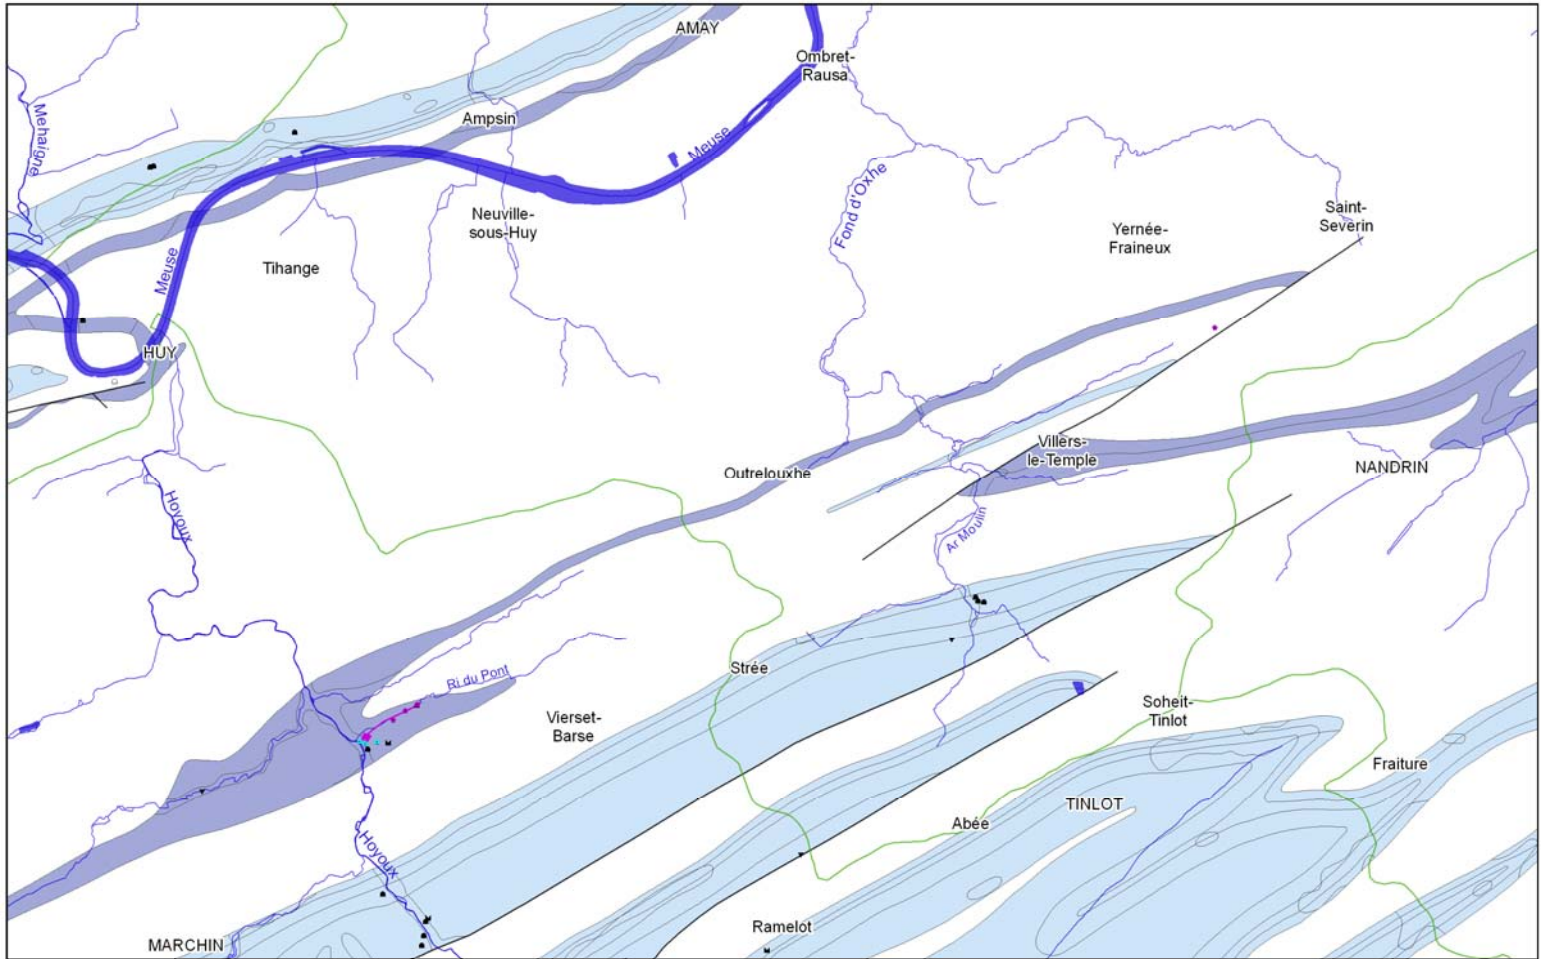 AMAY
Ombret-
Rausa
Mehaigne
Ampsin
Meuse
Fond d'Oxhe
Neuville-
sous-Huy
Saint-
Severin
Yernée-
Fraineux
Tihange
Meuse
HUY
Villers-
le-Temple
Outrelouxhe
NANDRIN
Hoyoux
Ar Moulin
Strée
Ri du Pont
Vierset-
Barse
Soheit-
Tinlot
Fraiture
TINLOT
Abée
Hoyoux
Ramelot
MARCHIN